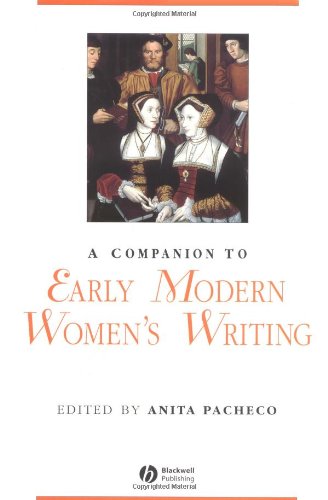 A COMPANION TO
EARLY MODERN
WOMEN'S WRITING
EDITED BY ANITA PACHECO
Blackwell
Publishing